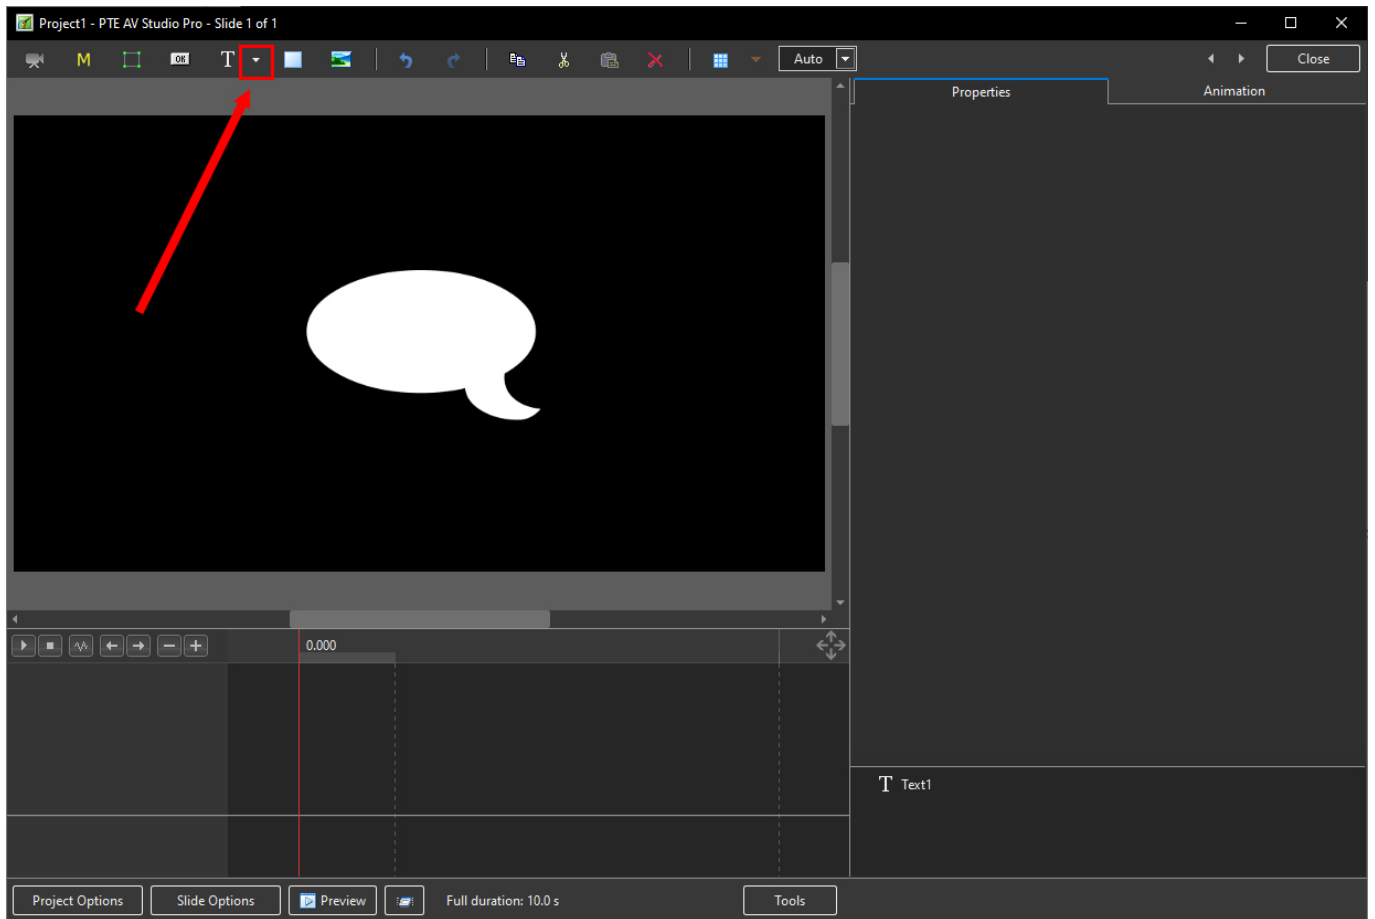 Project1 - PTE AV Studio Pro - Slide 1 of 1
M OK T Auto Close
Properties Animation
0.000
T Text1
Project Options Slide Options Preview Full duration: 10.0 s Tools